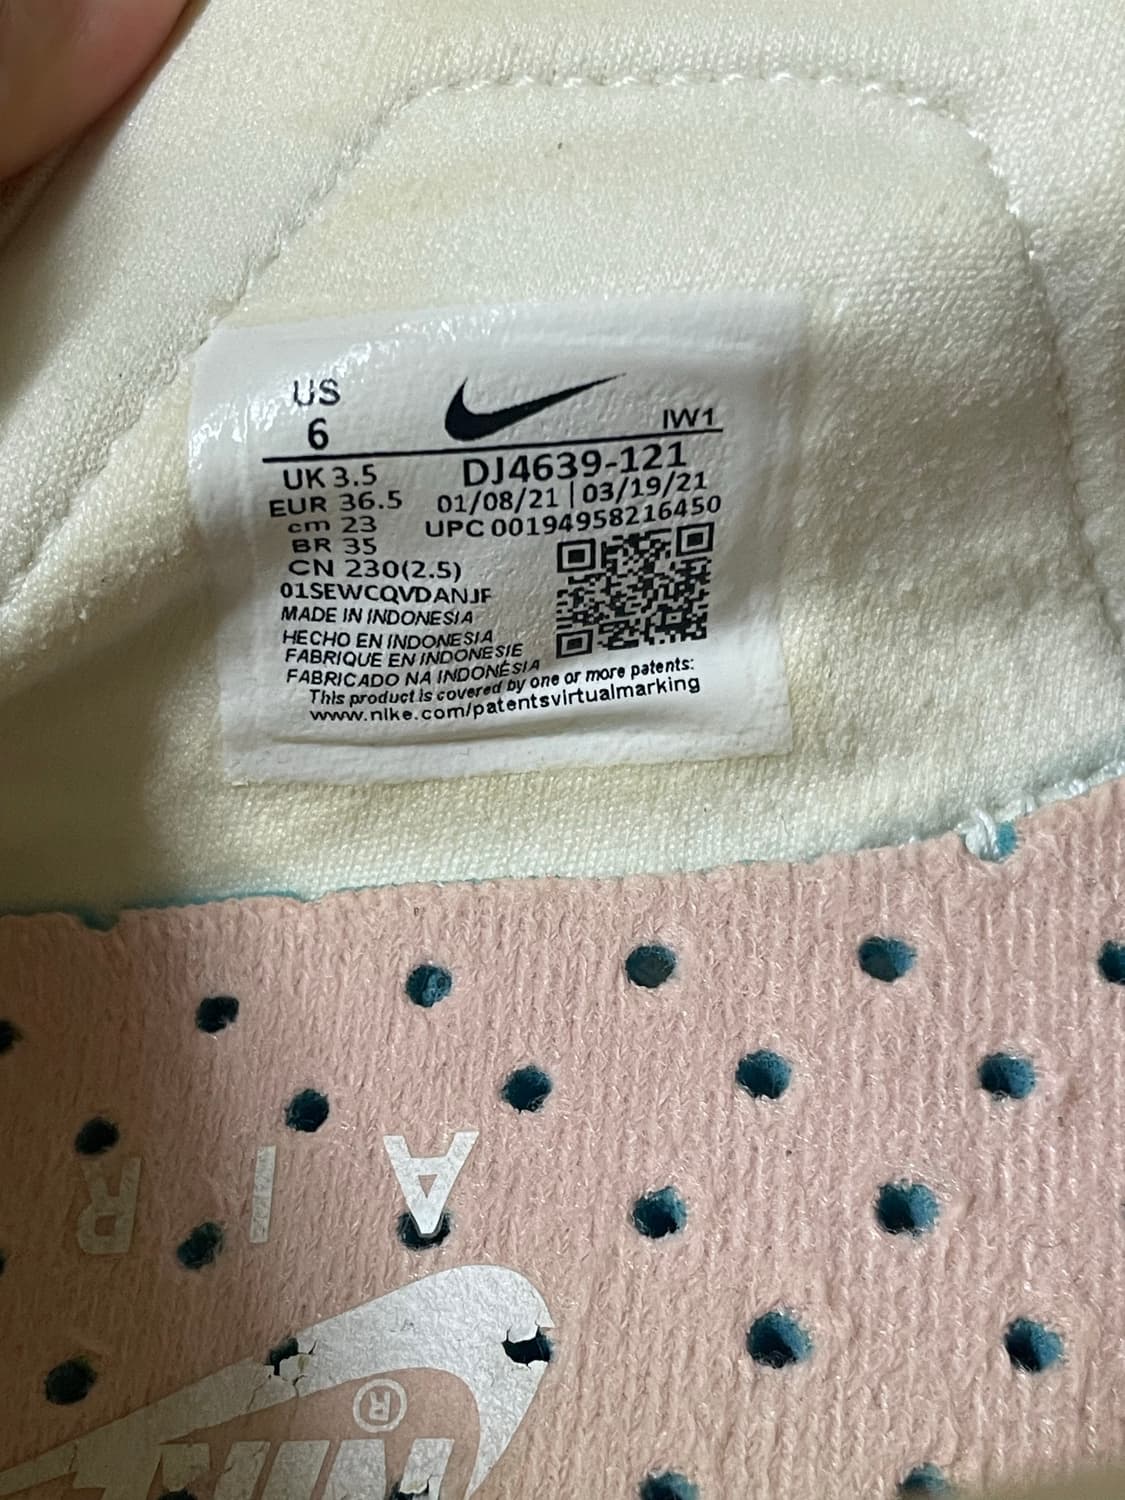 US
6
IW1
UK 3.5
DJ4639-121
EUR 36.5
01/08/21 | 03/19/21
cm 23
UPC 00194958216450
BR 35
CN 230(2.5)
01SEWCQVDANJF
MADE IN INDONESIA
HECHO EN INDONESIA
FABRIQUE EN INDONESIE
FABRICADO NA INDONÉSIA
This product is covered by one or more patents:
www.nike.com/patentsvirtualmarking
AIR
®